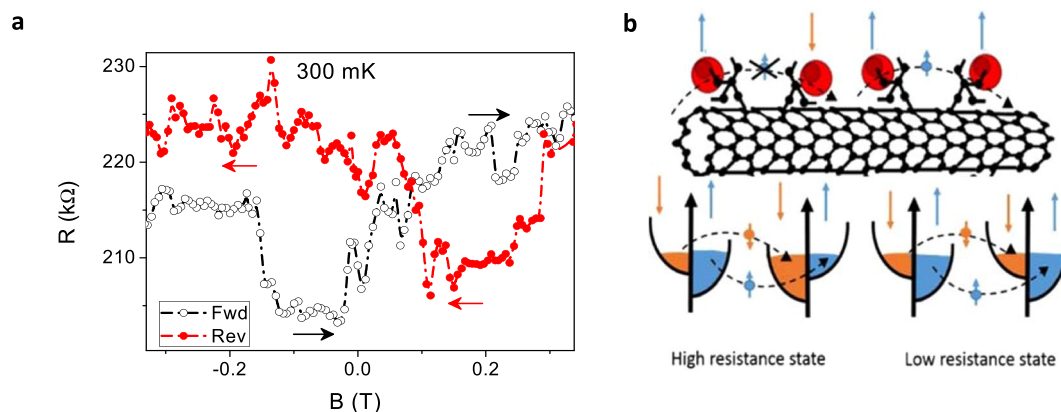 a
b
300 mK
230
220
210
R (kΩ)
Fwd
Rev
-0.2
0.0
0.2
B (T)
High resistance state
Low resistance state